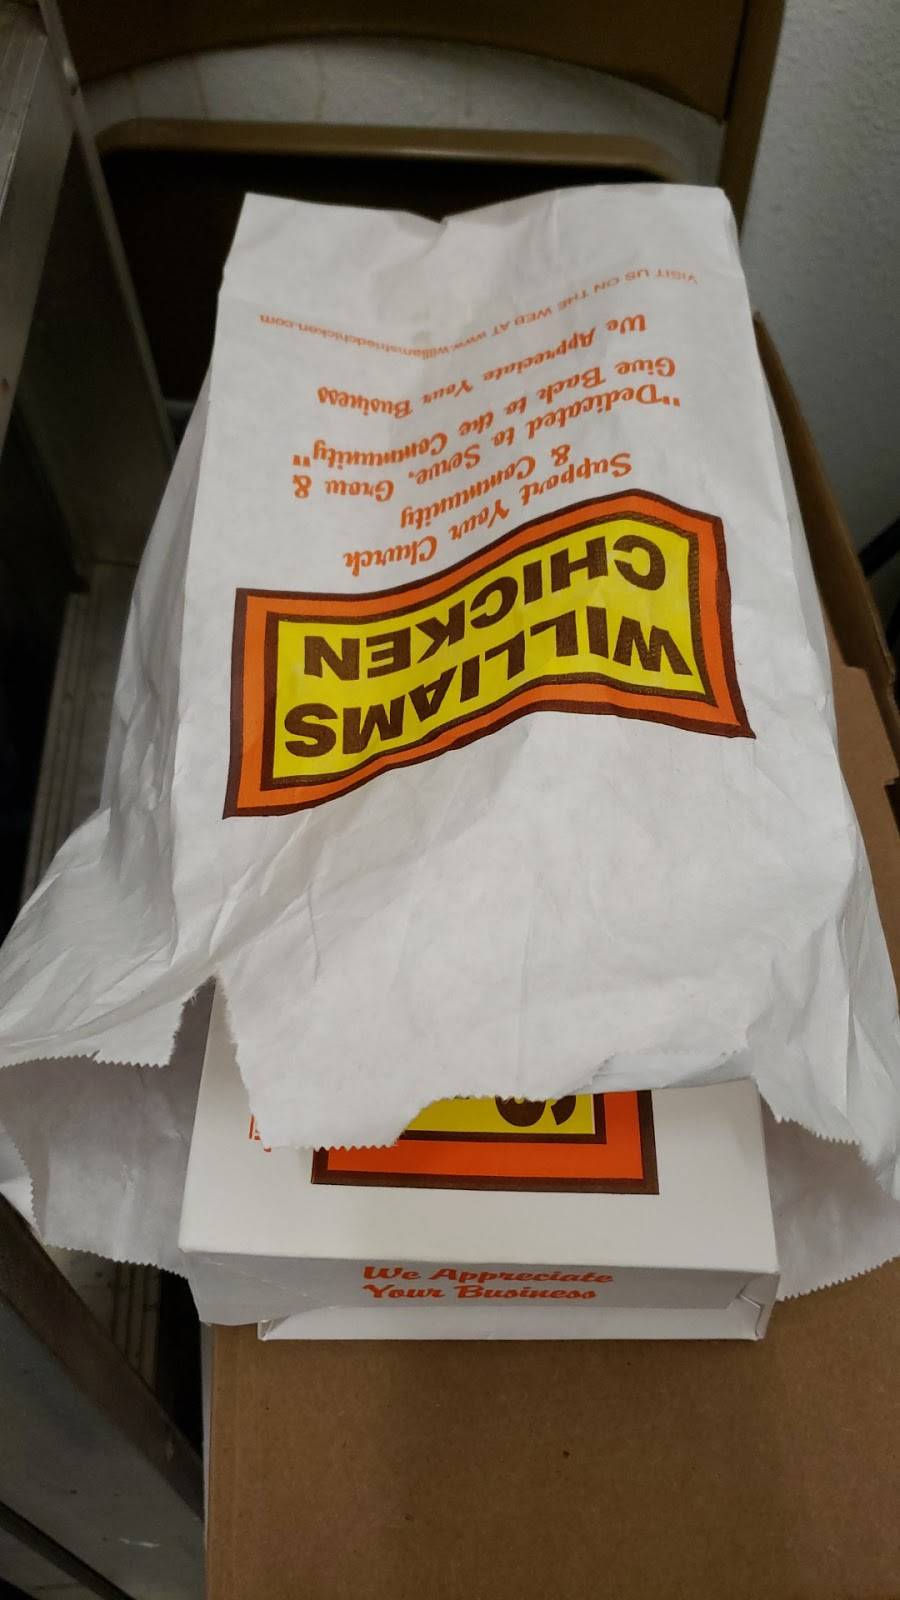 WILLIAMS
CHICKEN
Support Your Church
& Community
"Dedicated to Serve, Grow &
Give Back to the Community"
We Appreciate Your Business
VISIT US ON THE WEB AT www.williamsfriedchicken.com
We Appreciate
Your Business